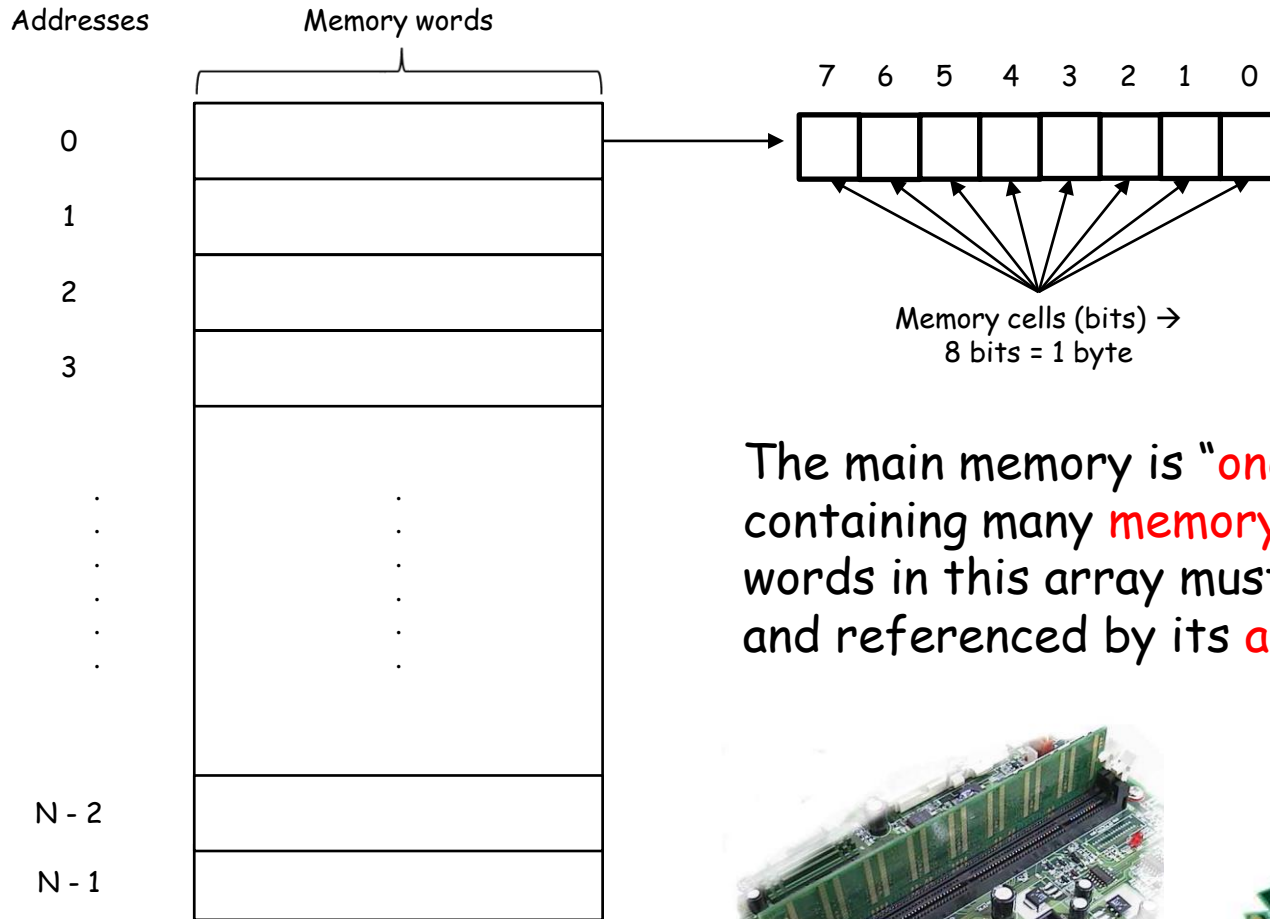 Addresses
Memory words
0
1
2
3
.
.
.
.
.
.
.
.
.
.
.
.
N - 2
N - 1
7 6 5 4 3 2 1 0
Memory cells (bits) →
8 bits = 1 byte
The main memory is “
containing many memory
words in this array must
and referenced by its